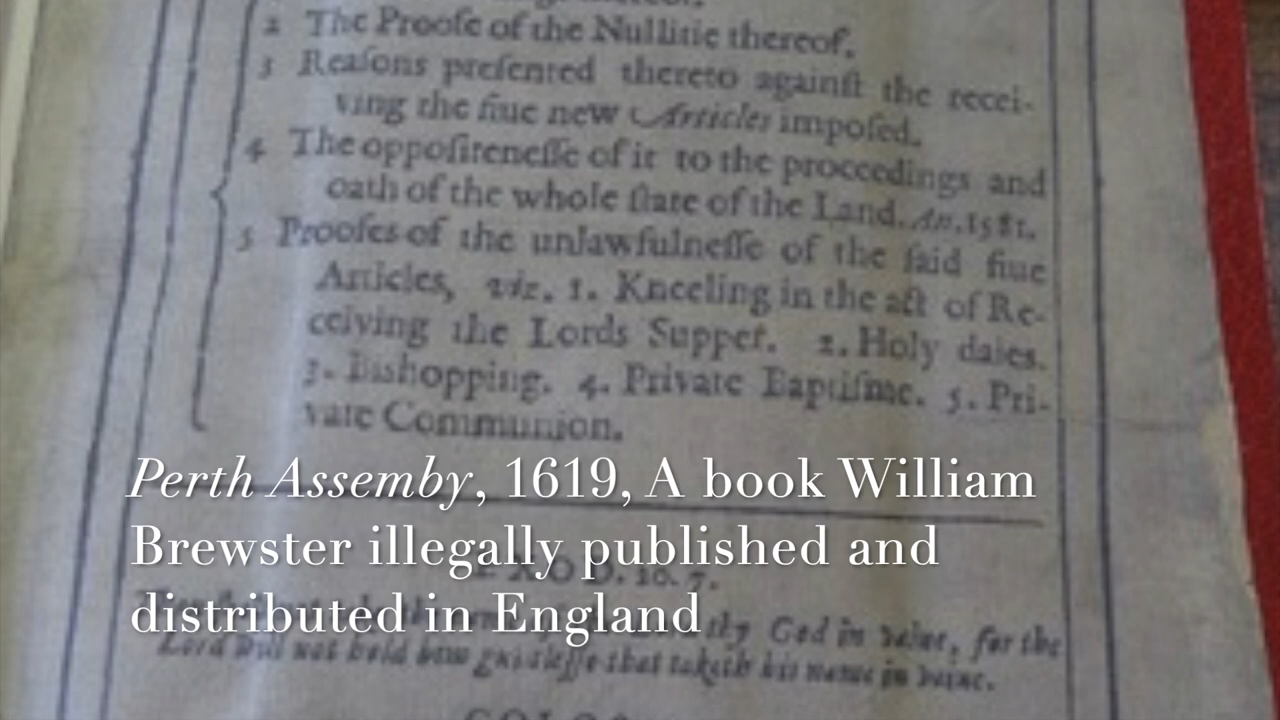 2 The Proofe of the Nullitie thereof.
3 Reaſons preſented thereto againſt the recei-
ving the fiue new Articles impoſed.
4 The oppoſiteneſſe of it to the proceedings and
oath of the whole ſtate of the Land. An. 1581.
5 Proofes of the unlawfulneſſe of the ſaid fiue
Articles, viz. 1. Kneeling in the act of Re-
ceiving the Lords Supper. 2. Holy daies.
3. Bishopping. 4. Private Baptiſme. 5. Pri-
vate Communion.
Perth Assemby, 1619, A book William
Brewster illegally published and
EXOD. 20. 7.
distributed in England
thy God in vaine, for the
Lord will not hold him guiltleſſe that taketh his name in vaine.